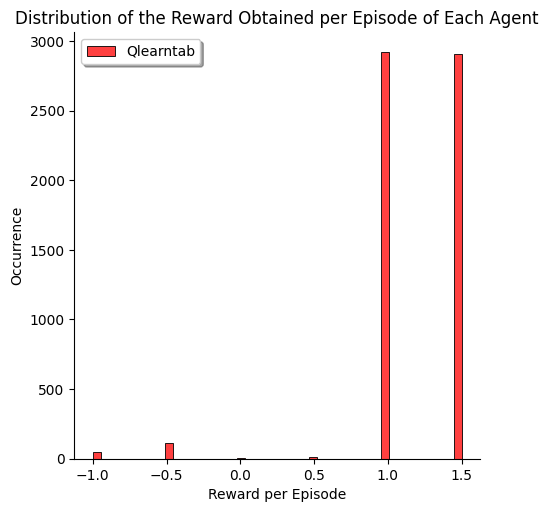 Distribution of the Reward Obtained per Episode of Each Agent
Qlearntab
3000
2500
2000
1500
1000
500
0
Occurrence
−1.0 −0.5 0.0 0.5 1.0 1.5
Reward per Episode